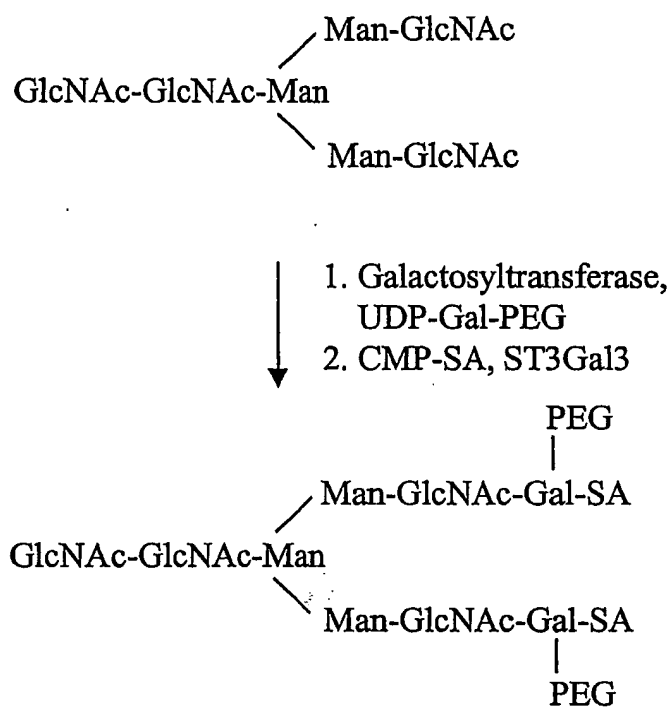 Man-GlcNAc
GlcNAc-GlcNAc-Man
Man-GlcNAc
1. Galactosyltransferase,
UDP-Gal-PEG
2. CMP-SA, ST3Gal3
PEG
Man-GlcNAc-Gal-SA
GlcNAc-GlcNAc-Man
Man-GlcNAc-Gal-SA
PEG